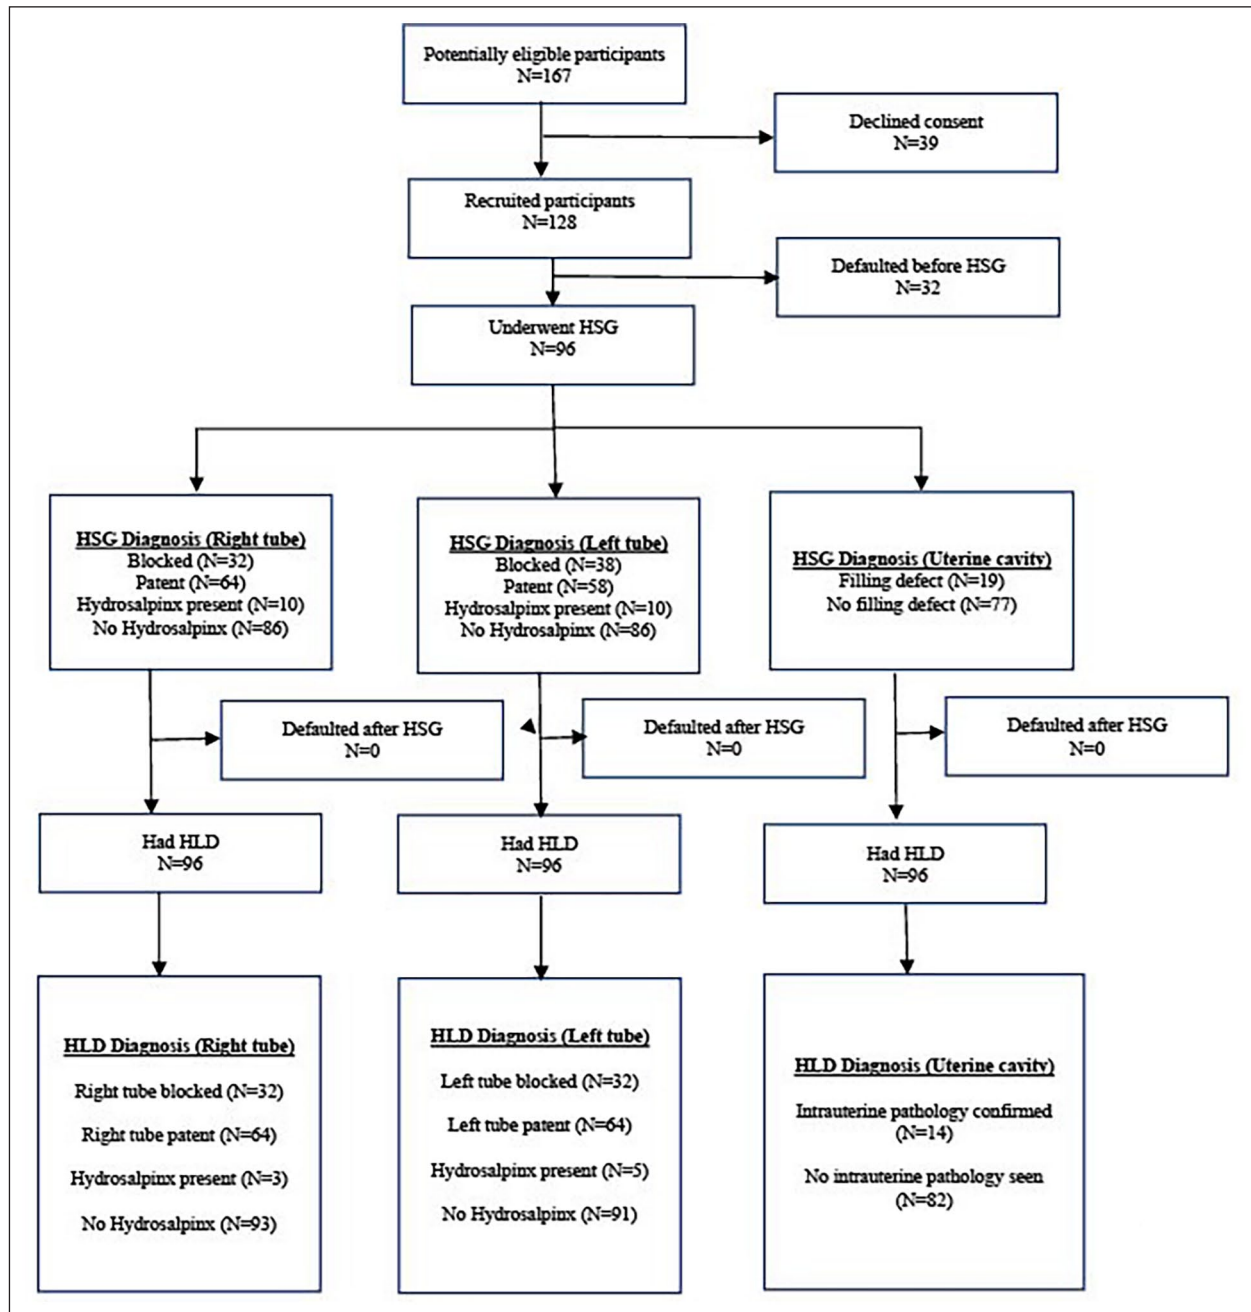 Potentially eligible participants
N=167
Declined consent
N=39
Recruited participants
N=128
Defaulted before HSG
N=32
Underwent HSG
N=96
HSG Diagnosis (Right tube)
Blocked (N=32)
Patent (N=64)
Hydrosalpinx present (N=10)
No Hydrosalpinx (N=86)
HSG Diagnosis (Left tube)
Blocked (N=38)
Patent (N=58)
Hydrosalpinx present (N=10)
No Hydrosalpinx (N=86)
HSG Diagnosis (Uterine cavity)
Filling defect (N=19)
No filling defect (N=77)
Defaulted after HSG
N=0
Defaulted after HSG
N=0
Defaulted after HSG
N=0
Had HLD
N=96
Had HLD
N=96
Had HLD
N=96
HLD Diagnosis (Right tube)
Right tube blocked (N=32)
Right tube patent (N=64)
Hydrosalpinx present (N=3)
No Hydrosalpinx (N=93)
HLD Diagnosis (Left tube)
Left tube blocked (N=32)
Left tube patent (N=64)
Hydrosalpinx present (N=5)
No Hydrosalpinx (N=91)
HLD Diagnosis (Uterine cavity)
Intrauterine pathology confirmed
(N=14)
No intrauterine pathology seen
(N=82)